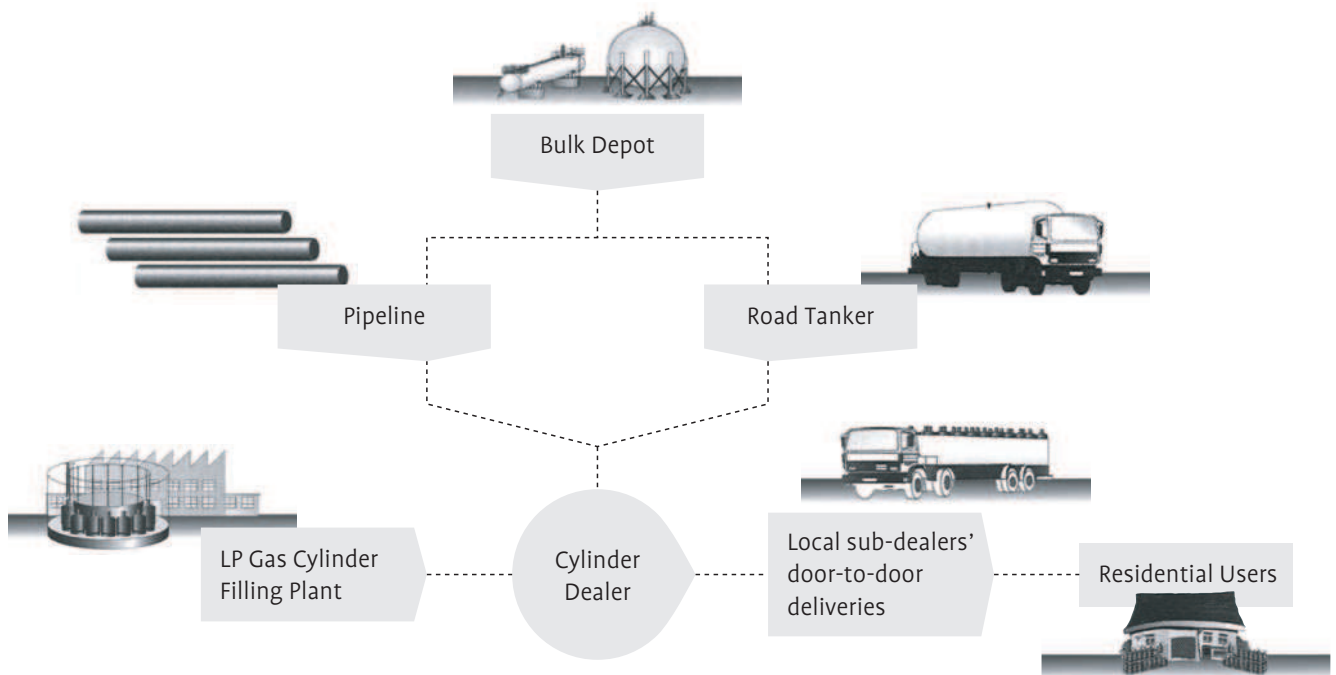 Bulk Depot
Pipeline
Road Tanker
LP Gas Cylinder
Filling Plant
Cylinder
Dealer
Local sub-dealers’
door-to-door
deliveries
Residential Users